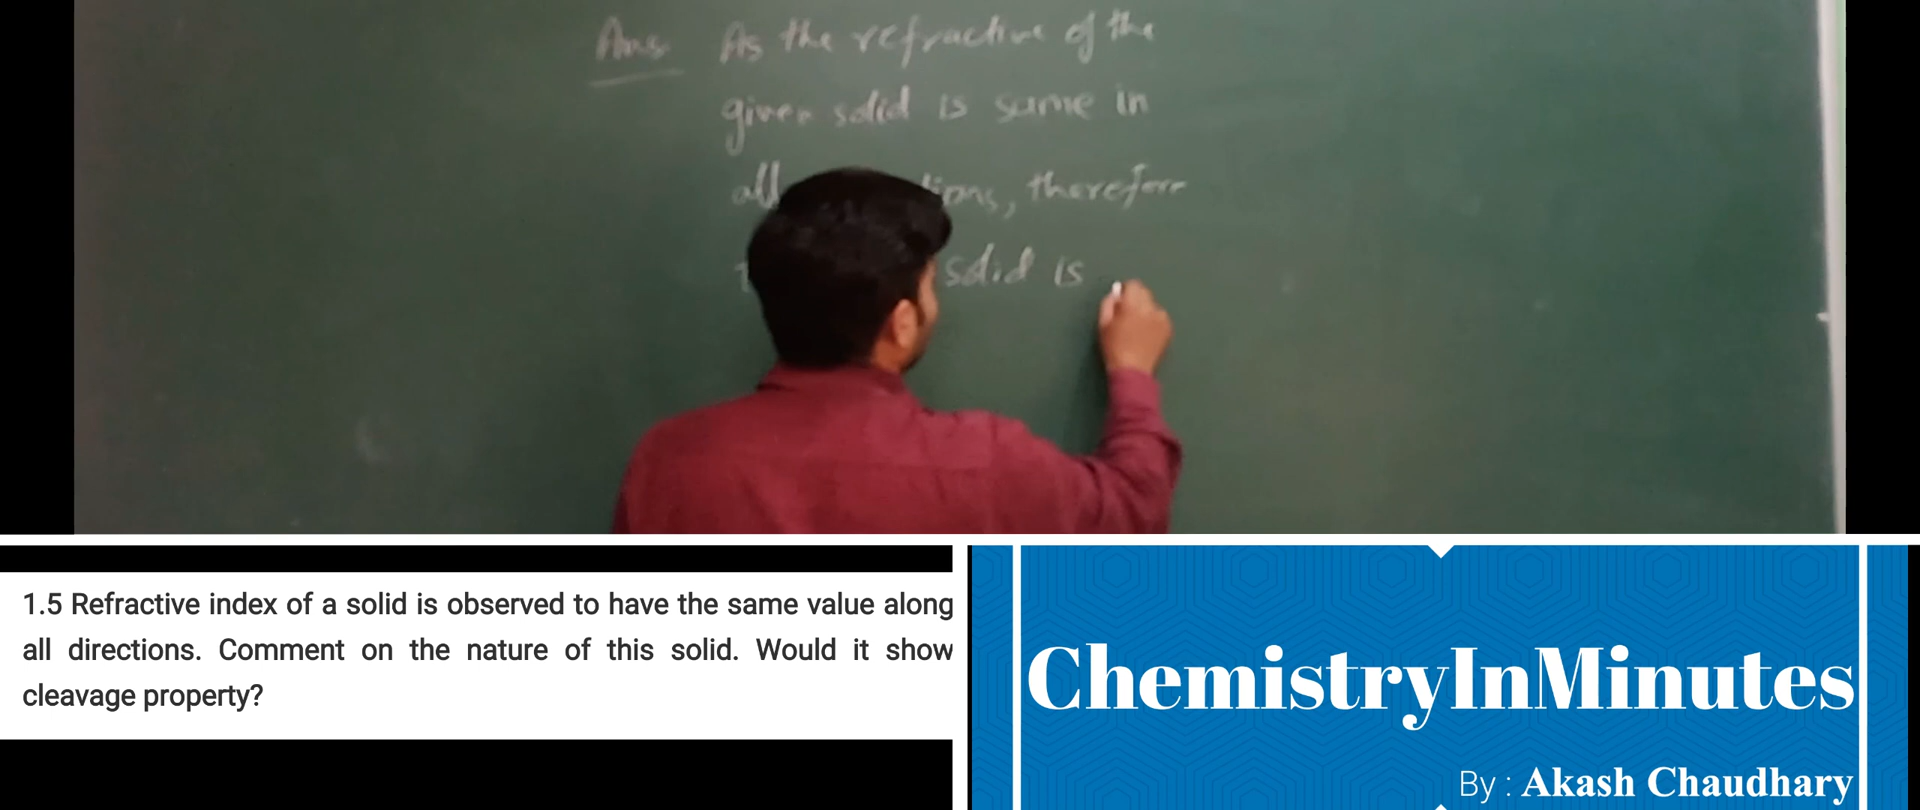 Ans As the refractive of the
given solid is same in
all therefore
solid is
1.5 Refractive index of a solid is observed to have the same value along
all directions. Comment on the nature of this solid. Would it show
cleavage property?
ChemistryInMinutes
By : Akash Chaudhary